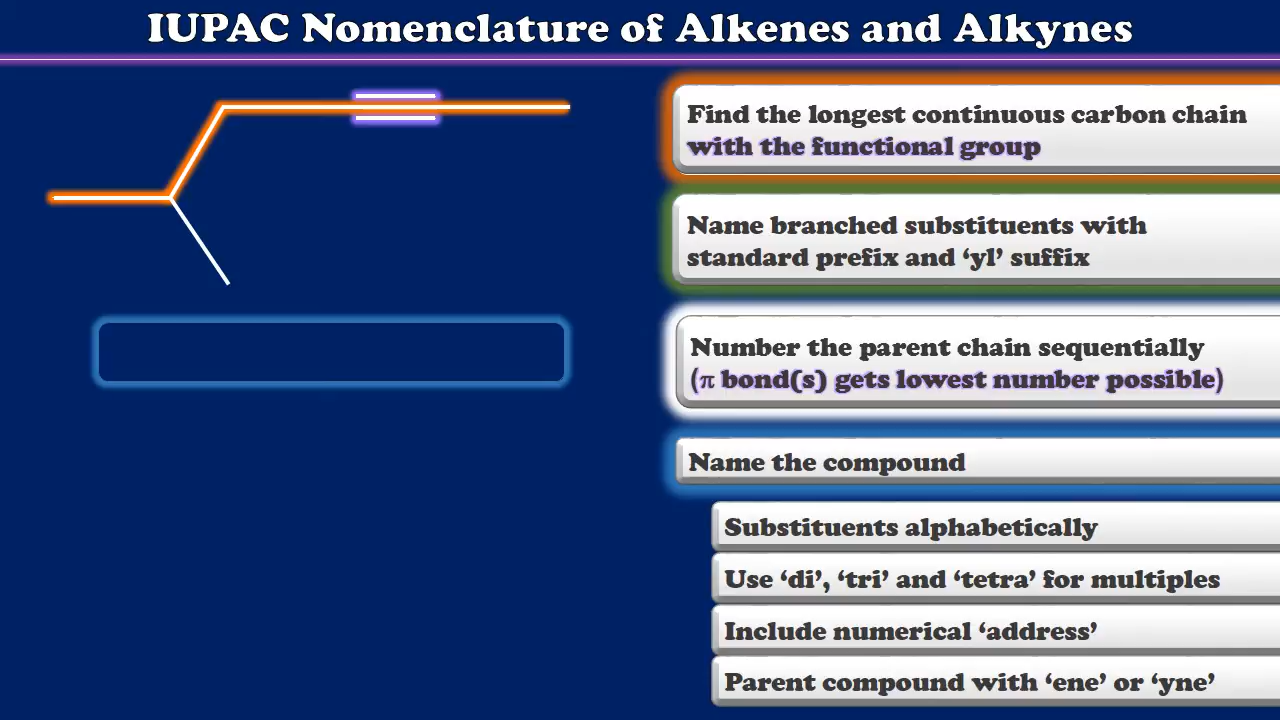 IUPAC Nomenclature of Alkenes and Alkynes
Find the longest continuous carbon chain
with the functional group
Name branched substituents with
standard prefix and ‘yl’ suffix
Number the parent chain sequentially
(π bond(s) gets lowest number possible)
Name the compound
Substituents alphabetically
Use ‘di’, ‘tri’ and ‘tetra’ for multiples
Include numerical ‘address’
Parent compound with ‘ene’ or ‘yne’